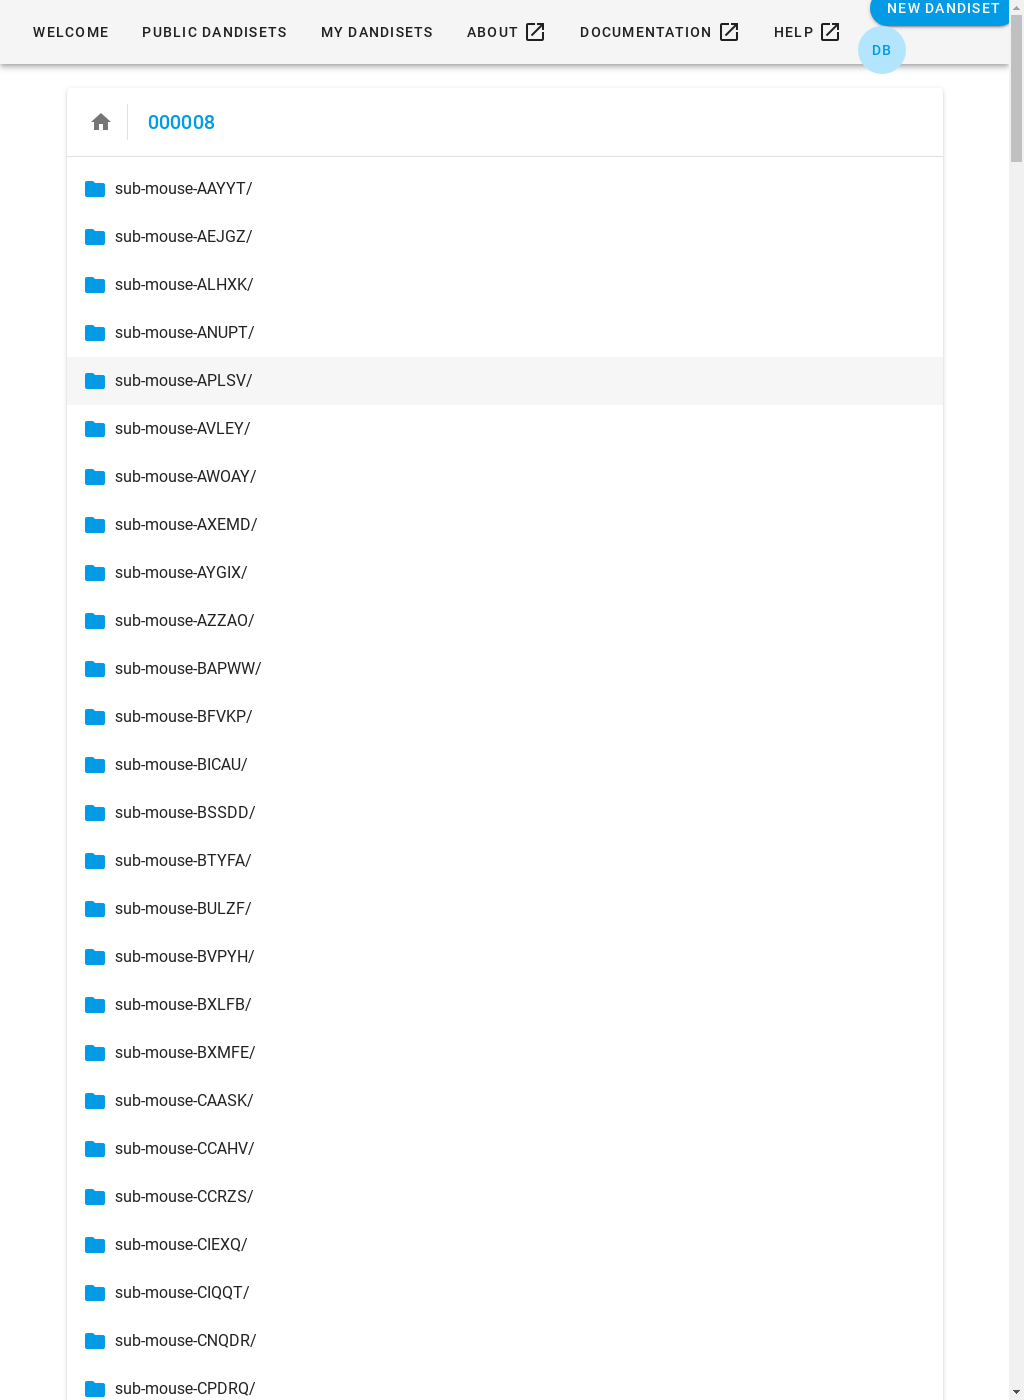 WELCOME PUBLIC DANDISETS MY DANDISETS ABOUT DOCUMENTATION HELP NEW DANDISET
DB
000008
sub-mouse-AAYYT/
sub-mouse-AEJGZ/
sub-mouse-ALHXK/
sub-mouse-ANUPT/
sub-mouse-APLSV/
sub-mouse-AVLEY/
sub-mouse-AWOAY/
sub-mouse-AXEMD/
sub-mouse-AYGIX/
sub-mouse-AZZAO/
sub-mouse-BAPWW/
sub-mouse-BFVKP/
sub-mouse-BICAU/
sub-mouse-BSSDD/
sub-mouse-BTYFA/
sub-mouse-BULZF/
sub-mouse-BVPYH/
sub-mouse-BXLFB/
sub-mouse-BXMFE/
sub-mouse-CAASK/
sub-mouse-CCAHV/
sub-mouse-CCRZS/
sub-mouse-CIEXQ/
sub-mouse-CIQQT/
sub-mouse-CNQDR/
sub-mouse-CPDRQ/